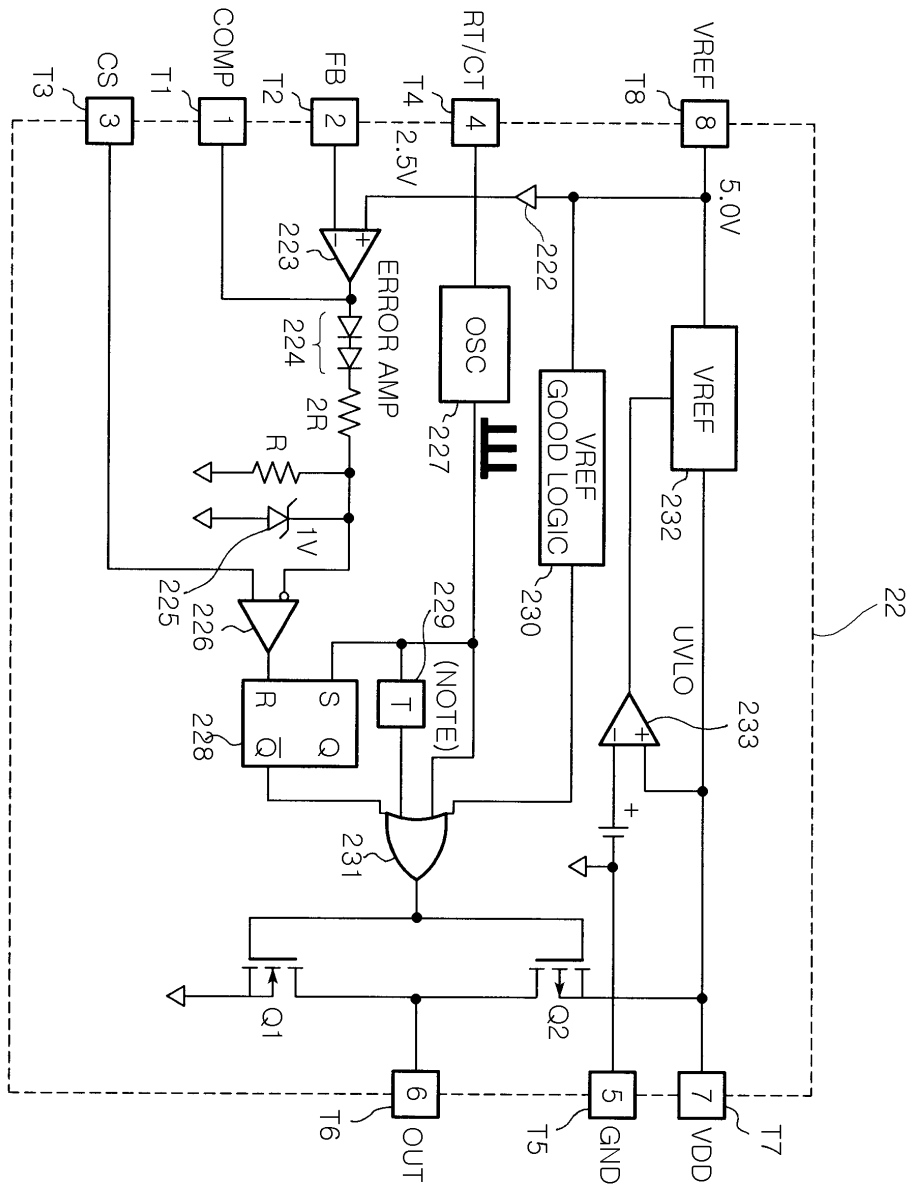 22
T7
7
VDD
T5
5
GND
T6
6
OUT
VREF
T8
8
5.0V
VREF
232
UVLO
233
+
−
+
222
VREF
GOOD LOGIC
230
RT/CT
T4
4
2.5V
OSC
227
229
T
(NOTE)
FB
T2
2
−
+
223
ERROR AMP
224
2R
R
1V
225
COMP
T1
1
CS
T3
3
226
S
Q
R
Q̅
228
231
Q2
Q1